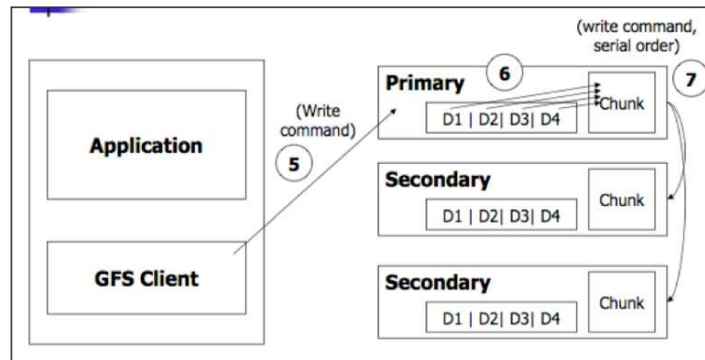 (write command,
serial order)
6
7
Primary
D1 | D2| D3| D4
Chunk
(Write
command)
5
Application
Secondary
D1 | D2| D3| D4
Chunk
GFS Client
Secondary
D1 | D2| D3| D4
Chunk